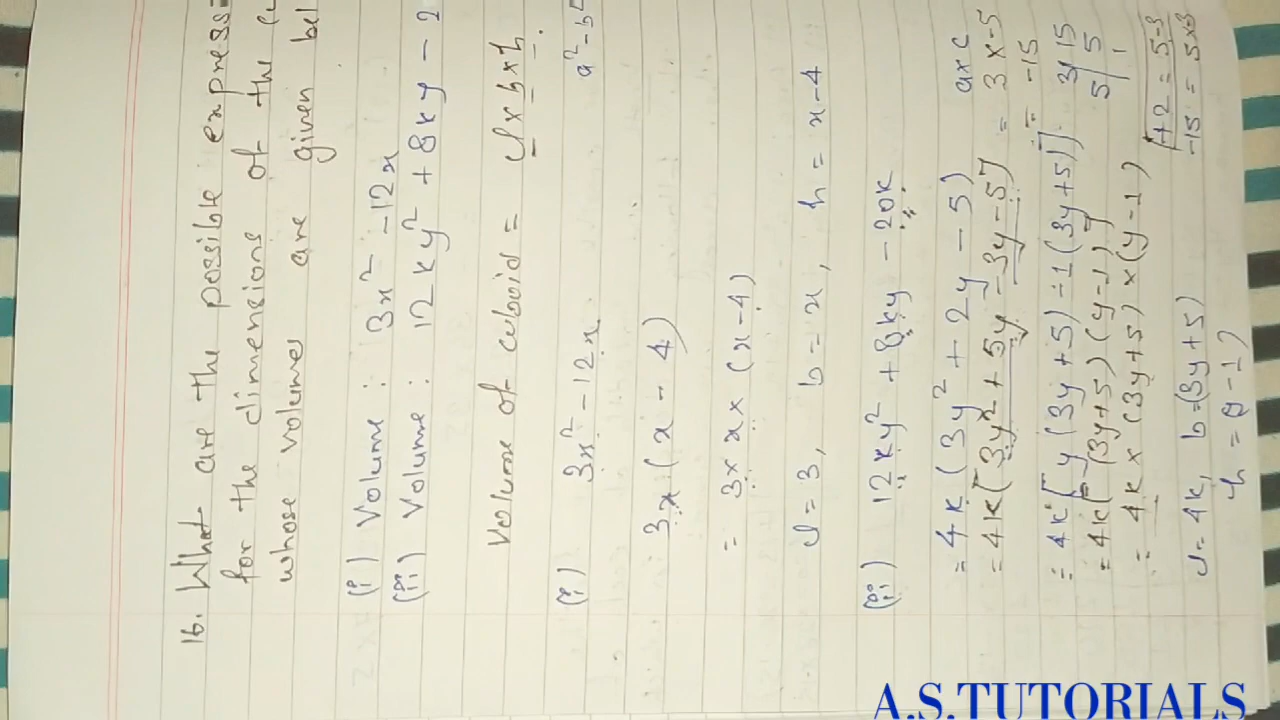 16. What are the possible express-
for the dimensions of the
whose volumes are given bel
(i) Volume : 3x² - 12x
(ii) Volume : 12ky² + 8ky - 2
Volume of cuboid = l x b x h
(i) 3x² - 12x a² - b²
3x (x - 4)
= 3 x x x (x - 4)
l = 3, b = x, h = x - 4
(ii) 12ky² + 8ky - 20k
= 4k (3y² + 2y - 5) a x c
= 4k [3y² + 5y - 3y - 5] = 3 x -5
= -15
= 4k [y (3y + 5) - 1 (3y + 5)] 3/15
= 4k [(3y + 5) (y - 1)] 5/5
= 4k x (3y + 5) x (y - 1) 1
+2 = 5 - 3
-15 = 5 x 3
l = 4k, b = (3y + 5)
h = y - 1)
A.S.TUTORIALS